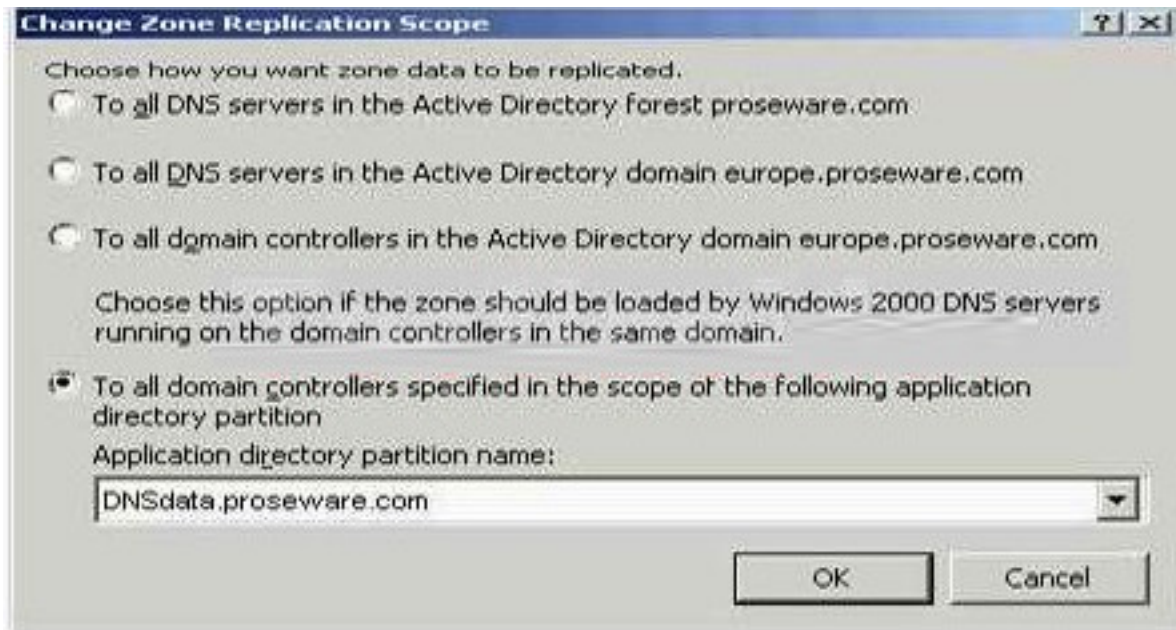 Change Zone Replication Scope
Choose how you want zone data to be replicated.
To all DNS servers in the Active Directory forest proseware.com
To all DNS servers in the Active Directory domain europe.proseware.com
To all domain controllers in the Active Directory domain europe.proseware.com
Choose this option if the zone should be loaded by Windows 2000 DNS servers
running on the domain controllers in the same domain.
To all domain controllers specified in the scope of the following application
directory partition
Application directory partition name:
DNSdata.proseware.com
OK
Cancel